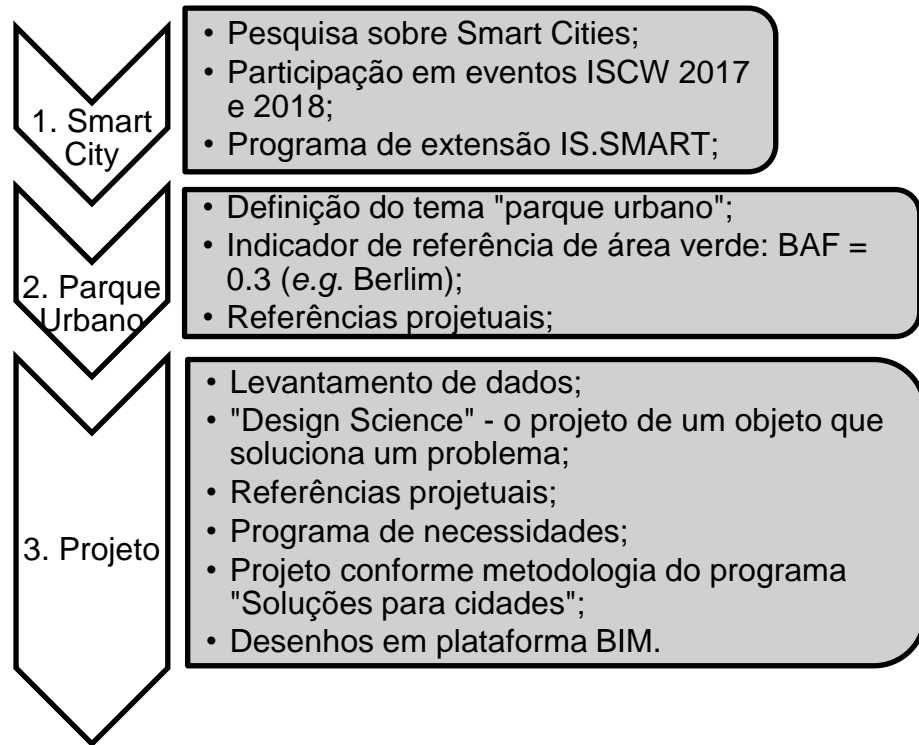 1. Smart
City
• Pesquisa sobre Smart Cities;
• Participação em eventos ISCW 2017
e 2018;
• Programa de extensão IS.SMART;
2. Parque
Urbano
• Definição do tema "parque urbano";
• Indicador de referência de área verde: BAF =
0.3 (e.g. Berlim);
• Referências projetuais;
3. Projeto
• Levantamento de dados;
• "Design Science" - o projeto de um objeto que
soluciona um problema;
• Referências projetuais;
• Programa de necessidades;
• Projeto conforme metodologia do programa
"Soluções para cidades";
• Desenhos em plataforma BIM.